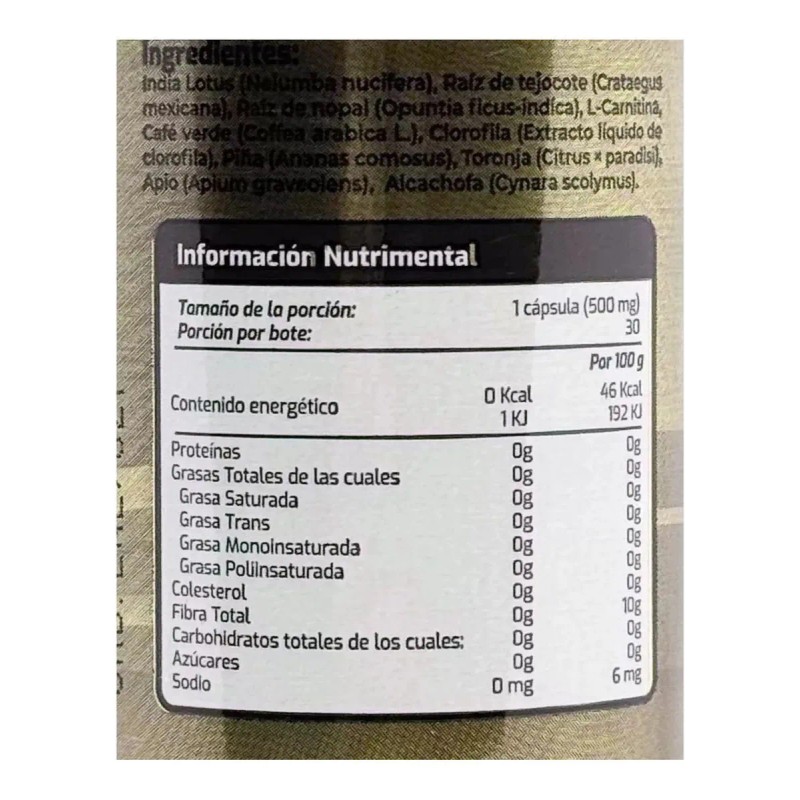 Ingredientes:
India Lotus (Nelumba nucifera), Raíz de tejocote (Crataegus
mexicana), Raíz de nopal (Opuntia ficus-indica), L-Carnitina,
Café verde (Coffea arabica L.), Clorofila (Extracto líquido de
clorofila), Piña (Ananas comosus), Toronja (Citrus × paradisi),
Apio (Apium graveolens), Alcachofa (Cynara scolymus).
Información Nutrimental
Tamaño de la porción: 1 cápsula (500 mg)
Porción por bote: 30
Por 100 g
Contenido energético 0 Kcal 46 Kcal
1 KJ 192 KJ
Proteínas 0g 0g
Grasas Totales de las cuales 0g 0g
Grasa Saturada 0g 0g
Grasa Trans 0g 0g
Grasa Monoinsaturada 0g 0g
Grasa Poliinsaturada 0g 0g
Colesterol 0g 0g
Fibra Total 0g 10g
Carbohidratos totales de los cuales: 0g 0g
Azúcares 0g 0g
Sodio 0 mg 6 mg